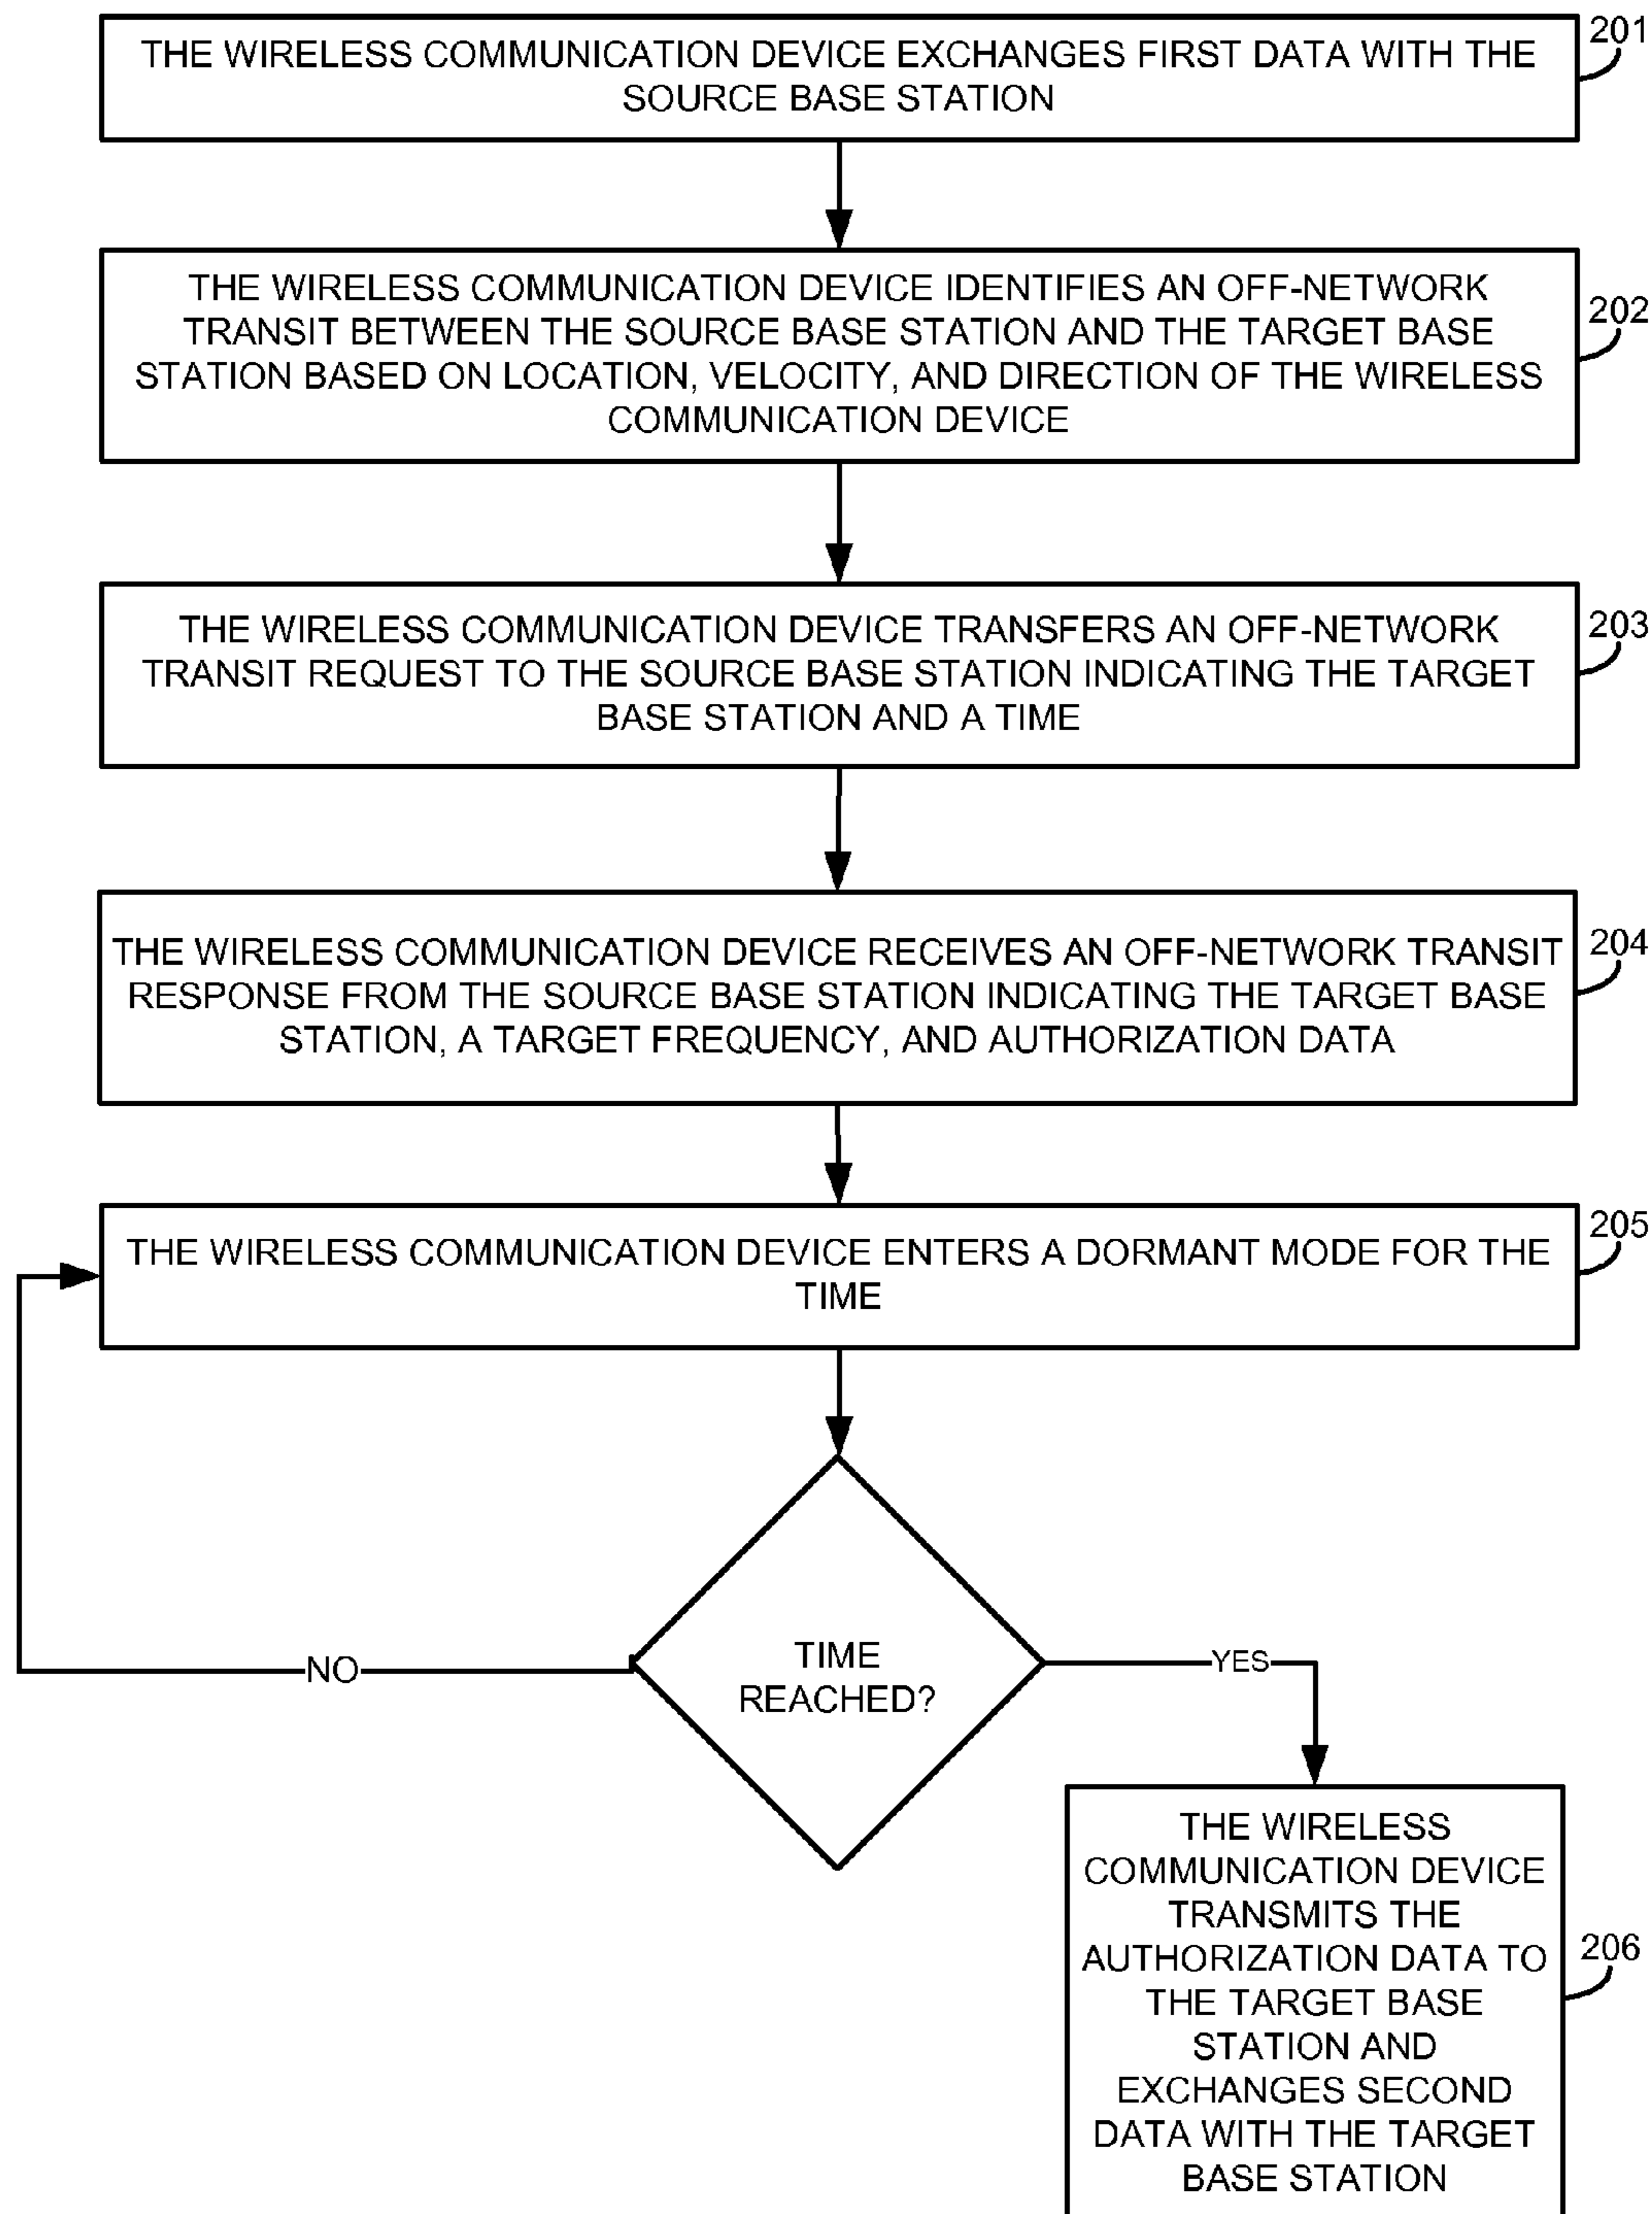 THE WIRELESS COMMUNICATION DEVICE EXCHANGES FIRST DATA WITH THE
SOURCE BASE STATION
201
THE WIRELESS COMMUNICATION DEVICE IDENTIFIES AN OFF-NETWORK
TRANSIT BETWEEN THE SOURCE BASE STATION AND THE TARGET BASE
STATION BASED ON LOCATION, VELOCITY, AND DIRECTION OF THE WIRELESS
COMMUNICATION DEVICE
202
THE WIRELESS COMMUNICATION DEVICE TRANSFERS AN OFF-NETWORK
TRANSIT REQUEST TO THE SOURCE BASE STATION INDICATING THE TARGET
BASE STATION AND A TIME
203
THE WIRELESS COMMUNICATION DEVICE RECEIVES AN OFF-NETWORK TRANSIT
RESPONSE FROM THE SOURCE BASE STATION INDICATING THE TARGET BASE
STATION, A TARGET FREQUENCY, AND AUTHORIZATION DATA
204
THE WIRELESS COMMUNICATION DEVICE ENTERS A DORMANT MODE FOR THE
TIME
205
TIME
REACHED?
NO
YES
THE WIRELESS
COMMUNICATION DEVICE
TRANSMITS THE
AUTHORIZATION DATA TO
THE TARGET BASE
STATION AND
EXCHANGES SECOND
DATA WITH THE TARGET
BASE STATION
206